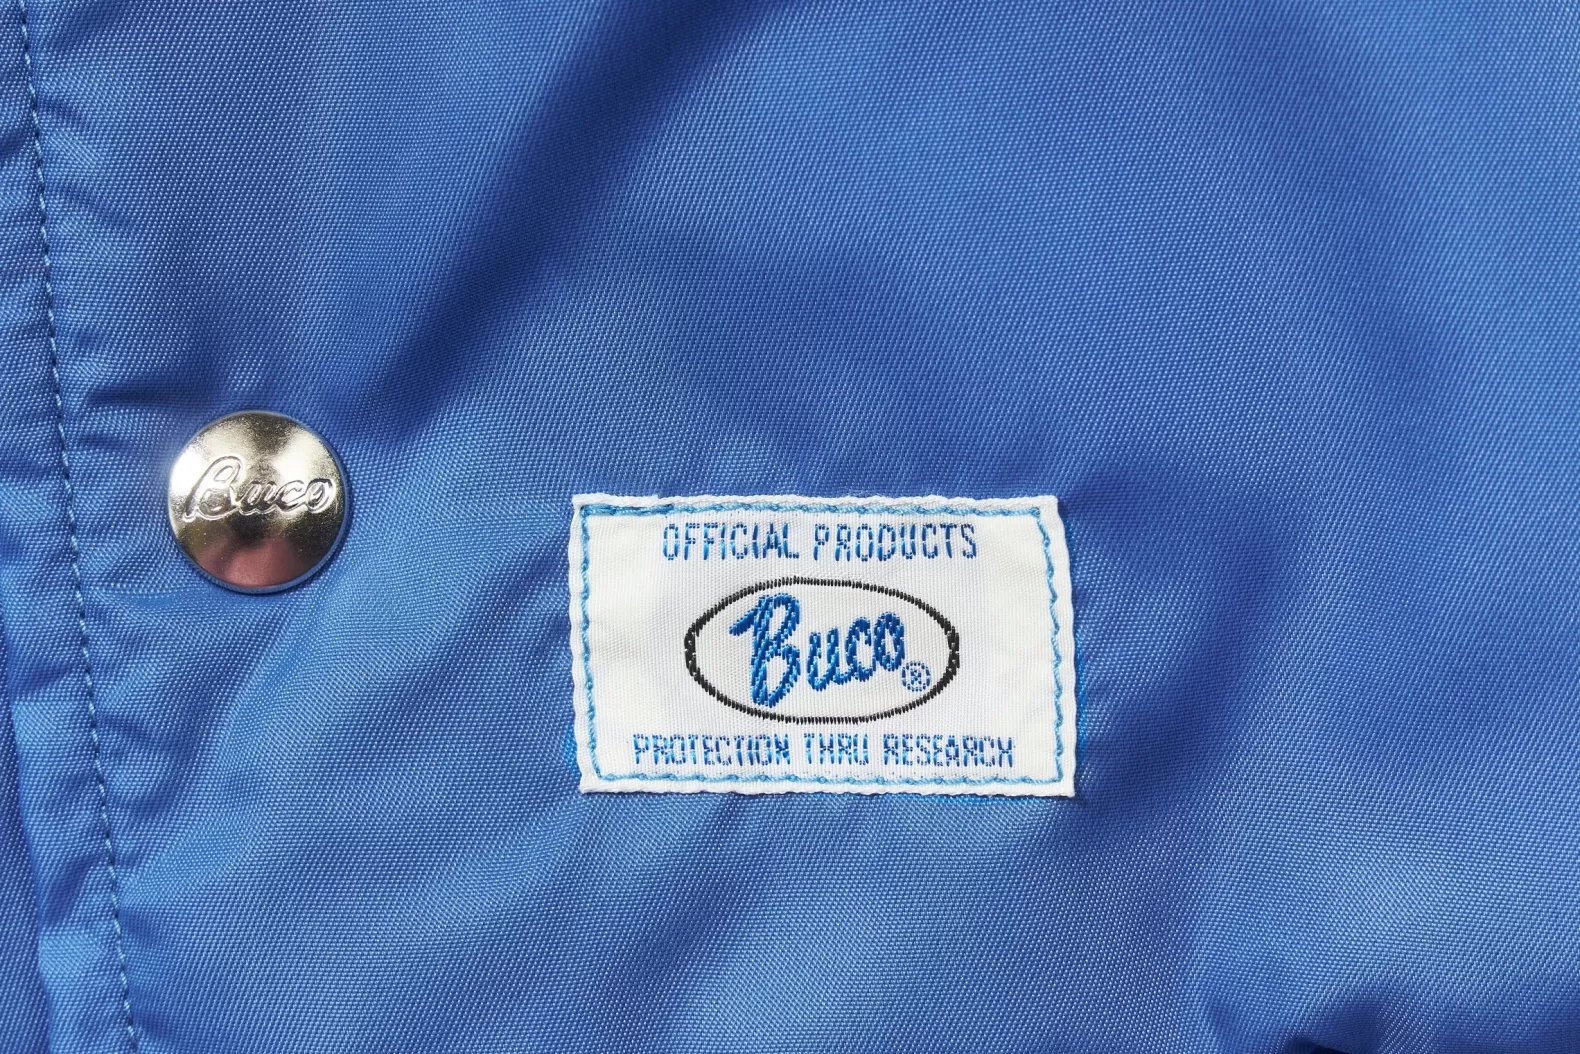 Buco
OFFICIAL PRODUCTS
Buco®
PROTECTION THRU RESEARCH